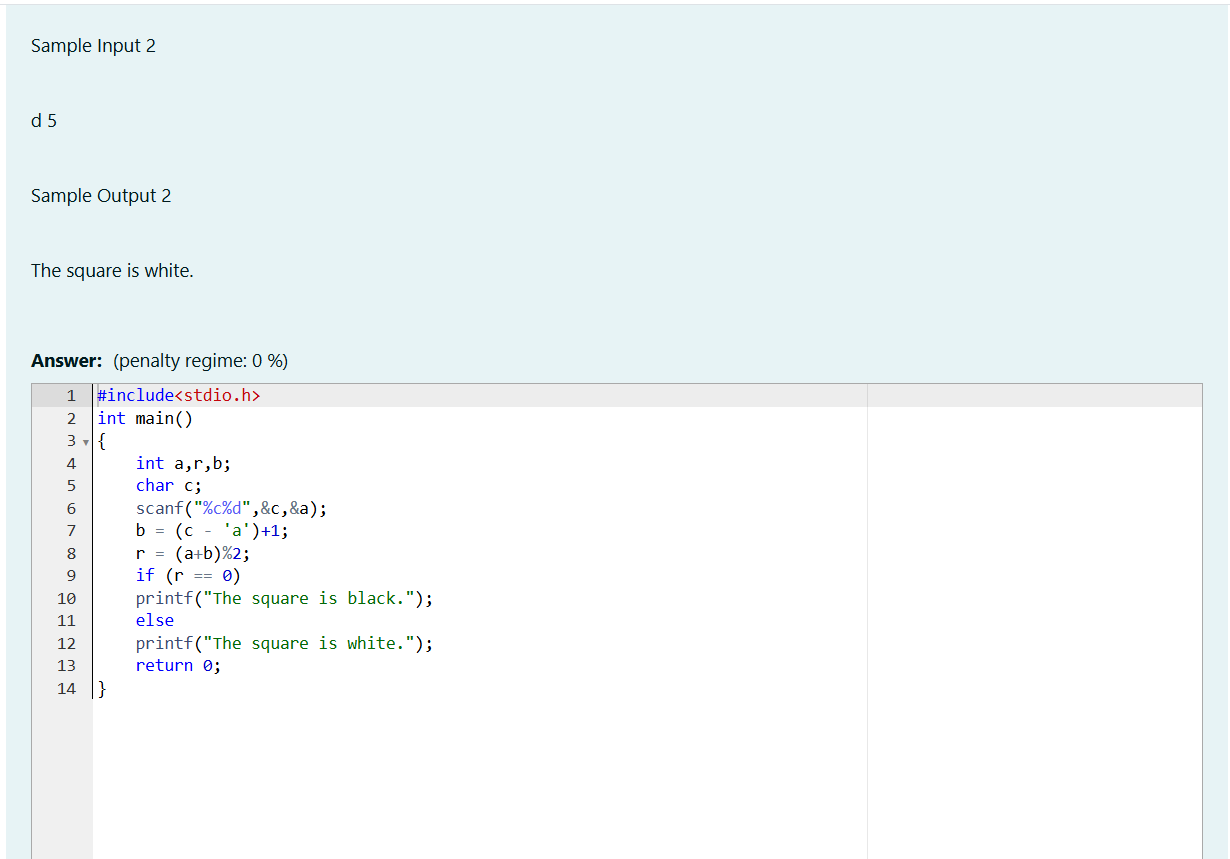 Sample Input 2
d 5
Sample Output 2
The square is white.
Answer: (penalty regime: 0 %)
1 #include<stdio.h>
2 int main()
3 {
4     int a,r,b;
5     char c;
6     scanf("%c%d",&c,&a);
7     b = (c - 'a')+1;
8     r = (a+b)%2;
9     if (r == 0)
10     printf("The square is black.");
11     else
12     printf("The square is white.");
13     return 0;
14 }